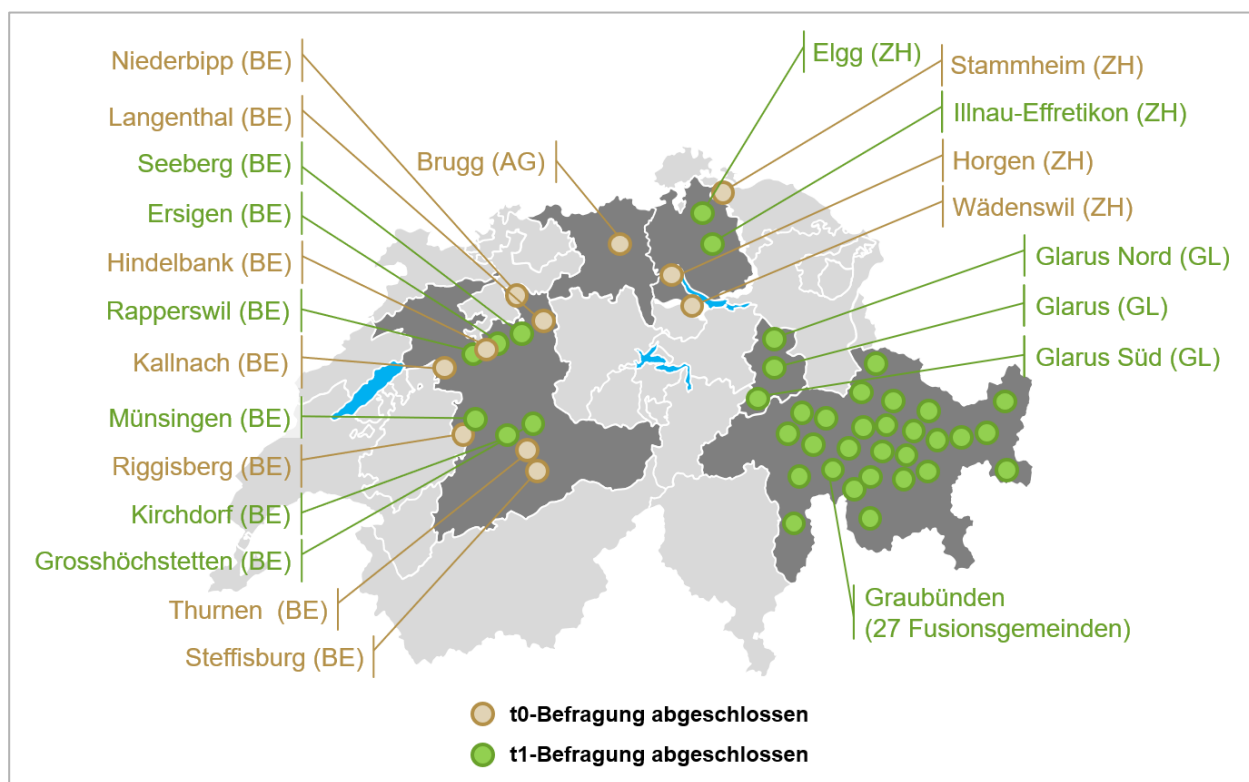 Niederbipp (BE)
Langenthal (BE)
Seeberg (BE)
Ersigen (BE)
Hindelbank (BE)
Rapperswil (BE)
Kallnach (BE)
Münsingen (BE)
Riggisberg (BE)
Kirchdorf (BE)
Grosshöchstetten (BE)
Thurnen (BE)
Steffisburg (BE)
Brugg (AG)
Elgg (ZH)
Stammheim (ZH)
Illnau-Effretikon (ZH)
Horgen (ZH)
Wädenswil (ZH)
Glarus Nord (GL)
Glarus (GL)
Glarus Süd (GL)
Graubünden
(27 Fusionsgemeinden)
t0-Befragung abgeschlossen
t1-Befragung abgeschlossen